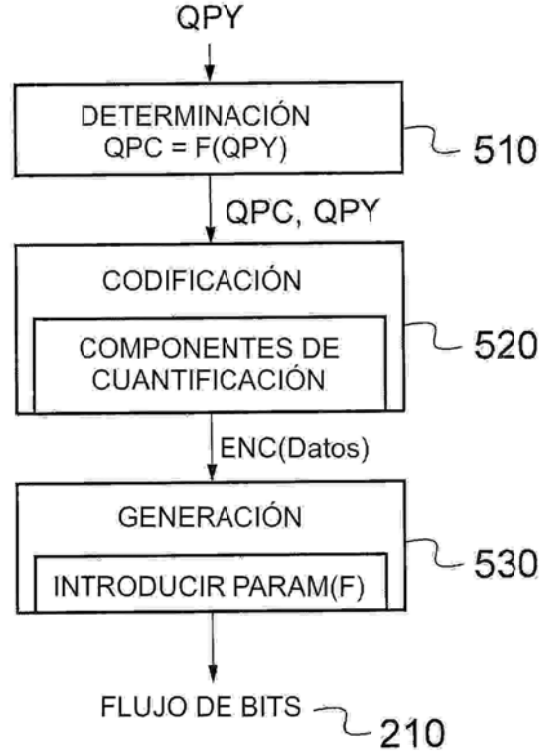 QPY
DETERMINACIÓN
QPC = F(QPY)
510
QPC, QPY
CODIFICACIÓN
COMPONENTES DE
CUANTIFICACIÓN
520
ENC(Datos)
GENERACIÓN
INTRODUCIR PARAM(F)
530
FLUJO DE BITS
210